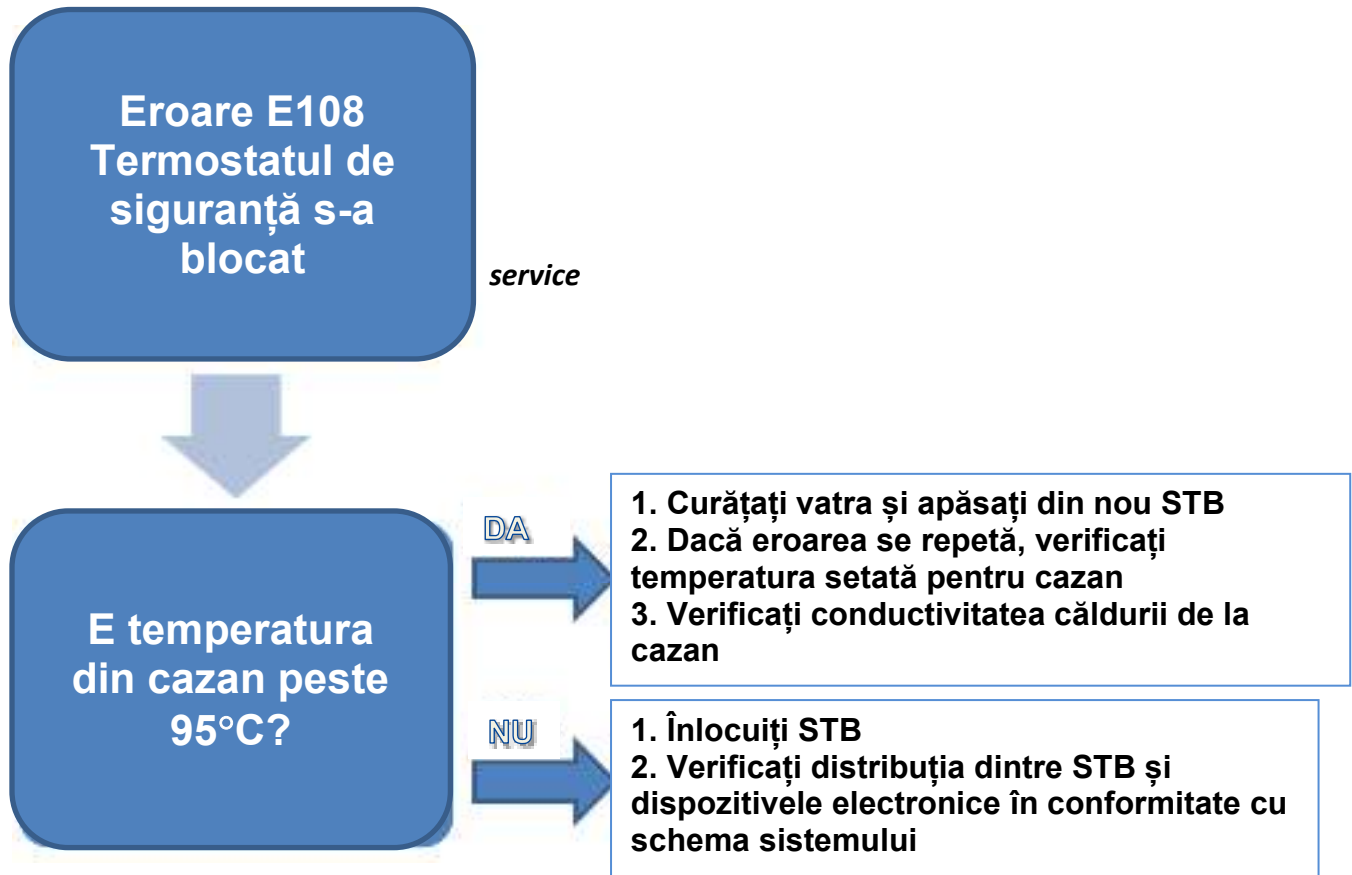 Eroare E108
Termostatul de
siguranță s-a
blocat
service
E temperatura
din cazan peste
95°C?
DA
1. Curățați vatra și apăsați din nou STB
2. Dacă eroarea se repetă, verificați
temperatura setată pentru cazan
3. Verificați conductivitatea căldurii de la
cazan
NU
1. Înlocuiți STB
2. Verificați distribuția dintre STB și
dispozitivele electronice în conformitate cu
schema sistemului